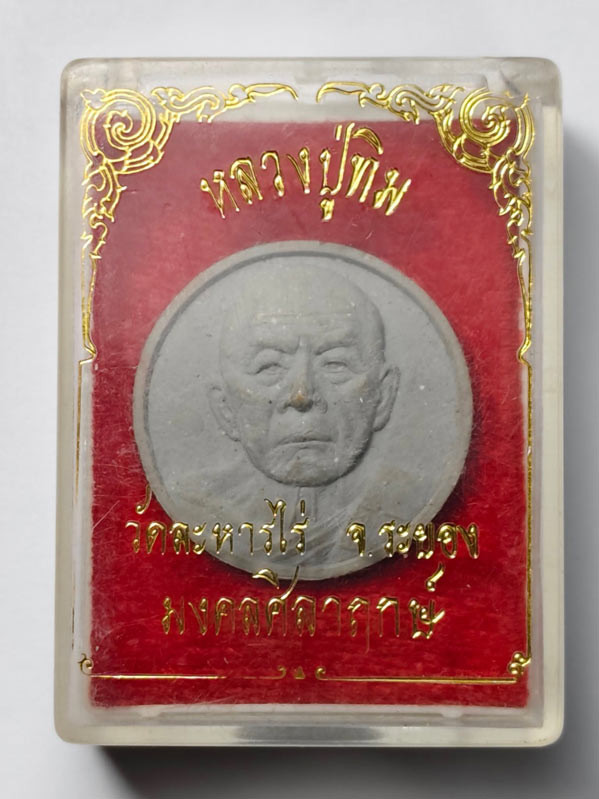 หลวงปู่ทิม
วัดละหารไร่ จ.ระยอง
มงคลศิลาฤกษ์